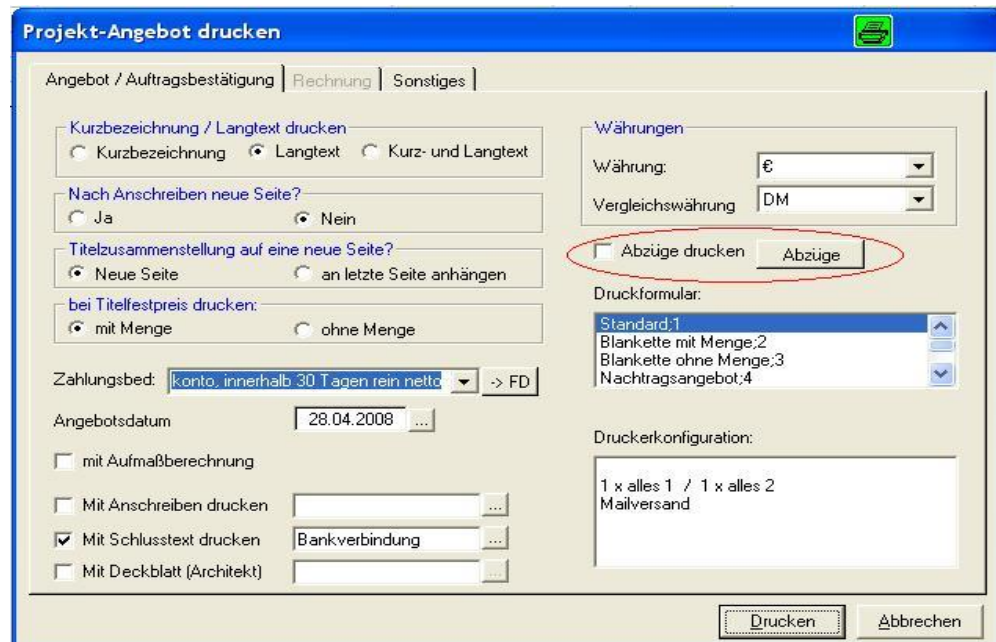 Projekt-Angebot drucken
Angebot / Auftragsbestätigung Rechnung Sonstiges
Kurzbezeichnung / Langtext drucken
Kurzbezeichnung Langtext Kurz- und Langtext
Nach Anschreiben neue Seite?
Ja Nein
Titelzusammenstellung auf eine neue Seite?
Neue Seite an letzte Seite anhängen
bei Titelfestpreis drucken:
mit Menge ohne Menge
Zahlungsbed: konto, innerhalb 30 Tagen rein netto -> FD
Angebotsdatum 28.04.2008 ...
mit Aufmaßberechnung
Mit Anschreiben drucken ...
Mit Schlusstext drucken Bankverbindung ...
Mit Deckblatt (Architekt) ...
Währungen
Währung: €
Vergleichswährung DM
Abzüge drucken Abzüge
Druckformular:
Standard;1
Blankette mit Menge;2
Blankette ohne Menge;3
Nachtragsangebot;4
Druckerkonfiguration:
1 x alles 1 / 1 x alles 2
Mailversand
Drucken Abbrechen